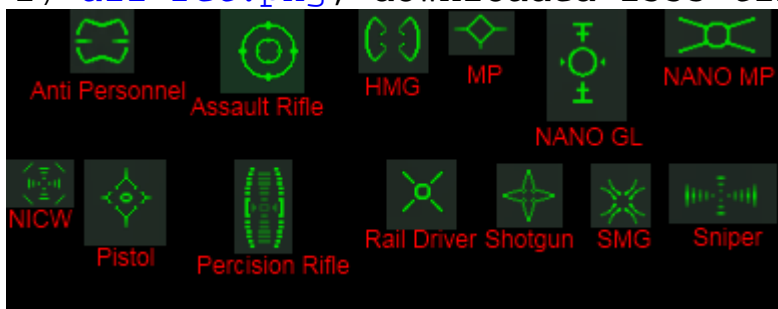 Anti Personnel
Assault Rifle
HMG
MP
NANO GL
NANO MP
NICW
Pistol
Percision Rifle
Rail Driver
Shotgun
SMG
Sniper